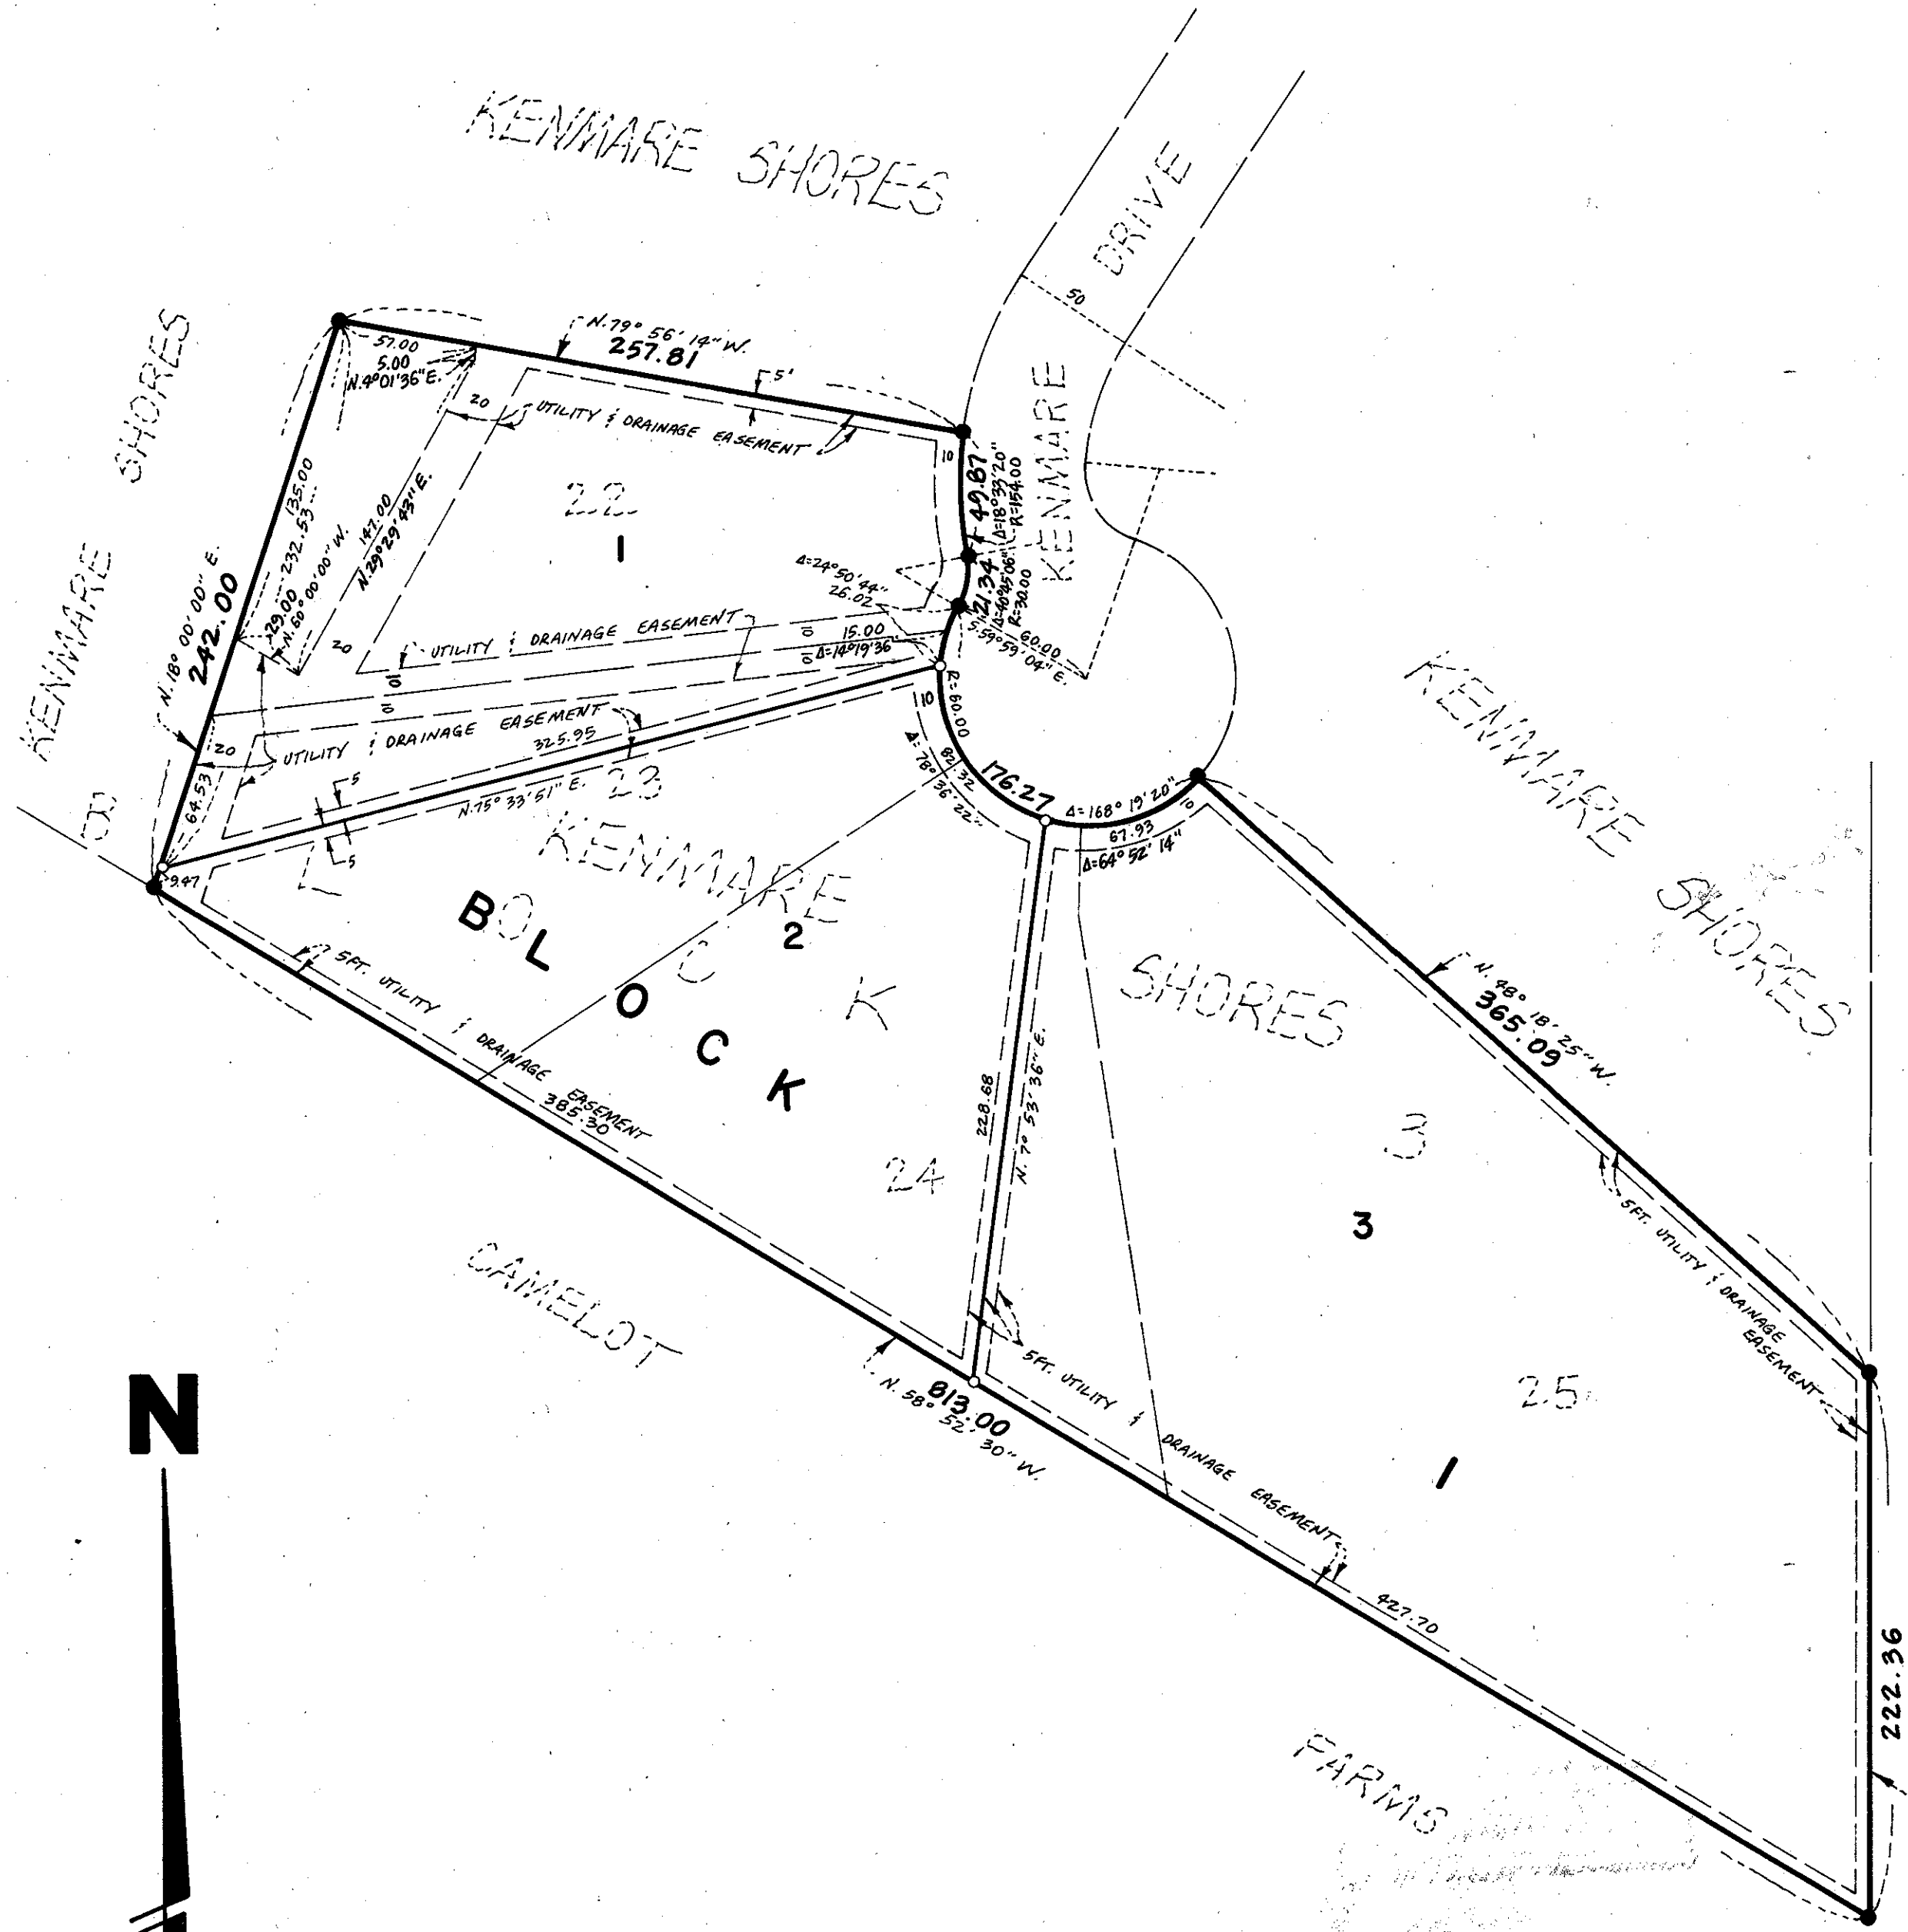 KENMARE SHORES
DRIVE
50
KENMARE
KENMARE SHORES
N.79° 56' 14" W.
257.81
57.00
5.00
N.4°01'36"E.
5'
20
UTILITY & DRAINAGE EASEMENT
10
22
1
49.87
Δ=18°33'20"
R=154.00
21.34
Δ=40°45'06"
R=30.00
60.00
S.59°59'04"E.
Δ=24°50'44"
26.02
15.00
Δ=14°19'36"
135.00
232.53
29.00
N.60°00'00"W.
147.00
N.29°29'43"E.
N.18°00'00"E.
242.00
20
UTILITY & DRAINAGE EASEMENT
10
10
10
10
20
UTILITY & DRAINAGE EASEMENT
325.95
N.75°33'51"E.
64.53
5
5
9.47
8
23
10
R=60.00
82.32
Δ=78°36'22"
176.27
Δ=168°19'20"
67.93
Δ=64°52'14"
10
KENMARE SHORES
KENMARE
SHORES
B L O C K
B L O C K
2
5FT. UTILITY & DRAINAGE EASEMENT
385.30
24
228.68
N.7°53'36"E.
N.48°18'25"W.
365.09
3
3
5FT. UTILITY & DRAINAGE
EASEMENT
25
1
5FT. UTILITY & DRAINAGE EASEMENT
813.00
N.58°52'30"W.
427.70
222.36
CAMELOT
FARMS
N